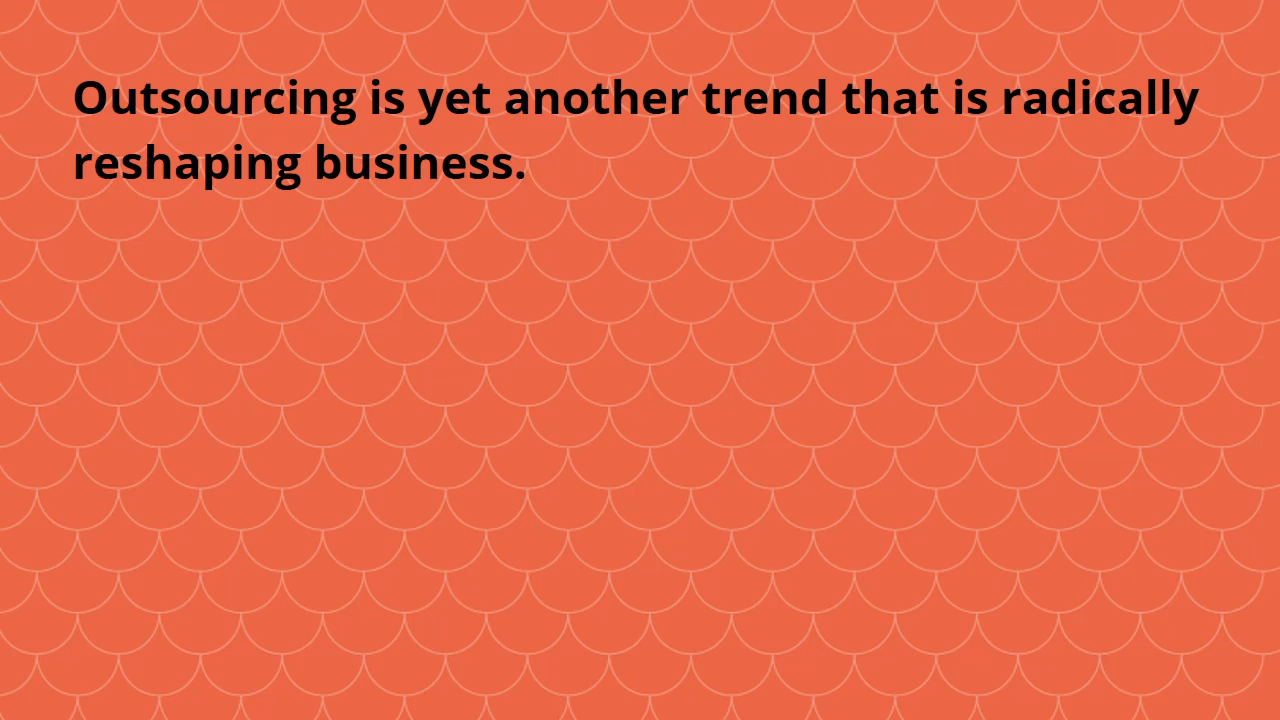 Outsourcing is yet another trend that is radically
reshaping business.